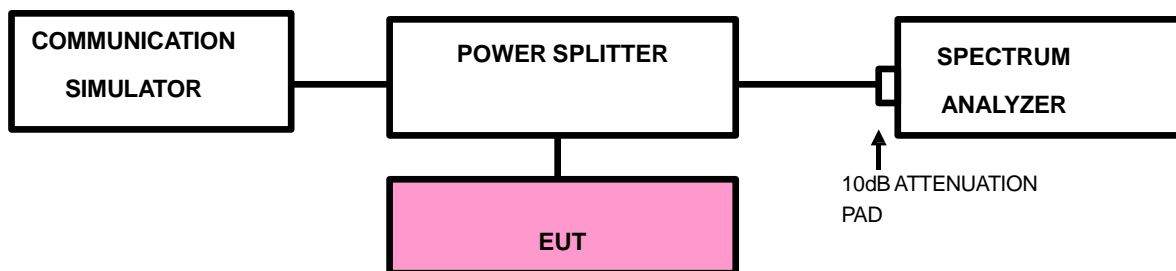 COMMUNICATION
SIMULATOR
POWER SPLITTER
SPECTRUM
ANALYZER
10dB ATTENUATION
PAD
EUT